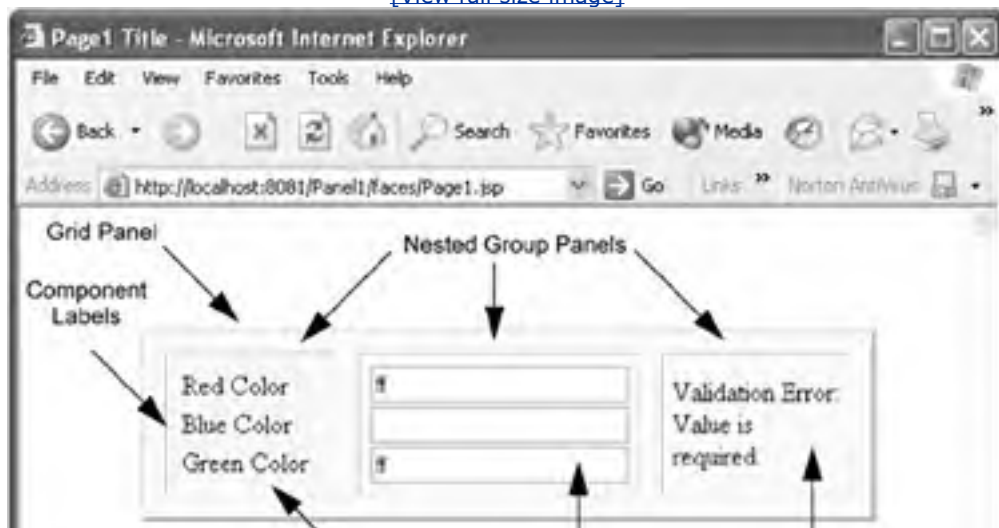 [View full size image]
Page1 Title - Microsoft Internet Explorer
File Edit View Favorites Tools Help
Back Search Favorites Media »
Address http://localhost:8081/Panel1/faces/Page1.jsp Go Links » Norton AntiVirus
Grid Panel
Nested Group Panels
Component
Labels
Red Color ff
Validation Error:
Blue Color
Value is
Green Color ff
required.